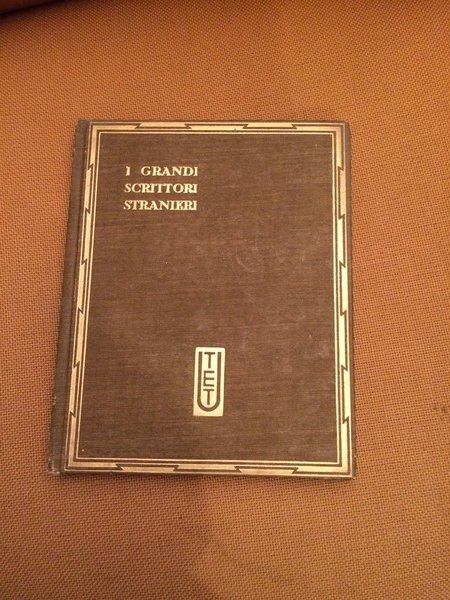 I GRANDI
SCRITTORI
STRANIERI
UTET